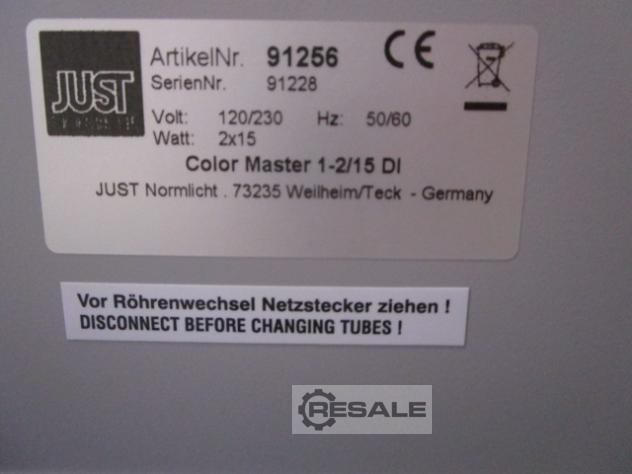 JUST
ArtikelNr. 91256
SerienNr. 91228
Volt: 120/230 Hz: 50/60
Watt: 2x15
Color Master 1-2/15 DI
JUST Normlicht . 73235 Weilheim/Teck - Germany
Vor Röhrenwechsel Netzstecker ziehen !
DISCONNECT BEFORE CHANGING TUBES !
RESALE